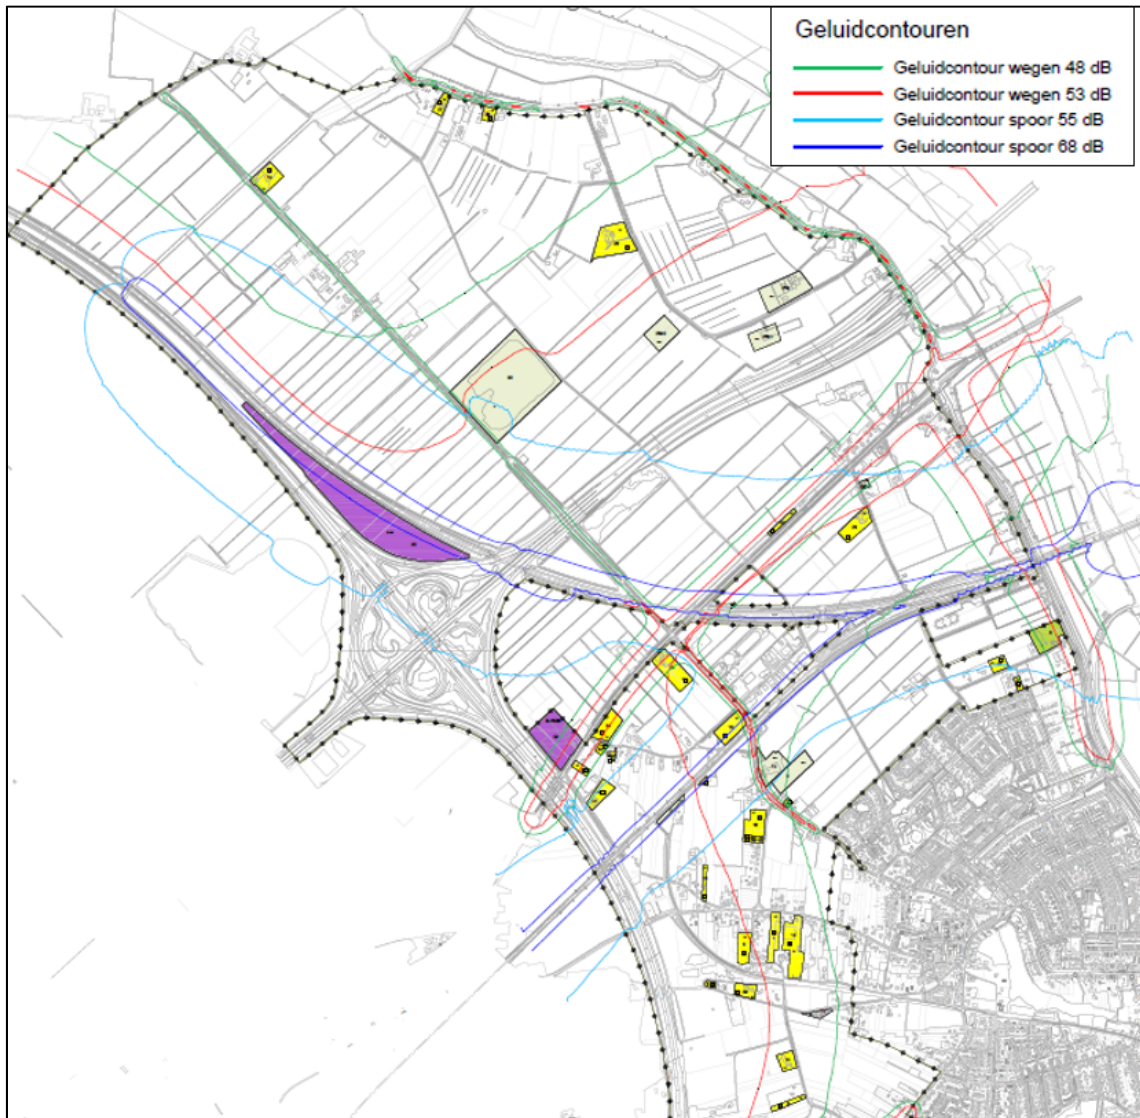 Geluidcontouren
Geluidcontour wegen 48 dB
Geluidcontour wegen 53 dB
Geluidcontour spoor 55 dB
Geluidcontour spoor 68 dB